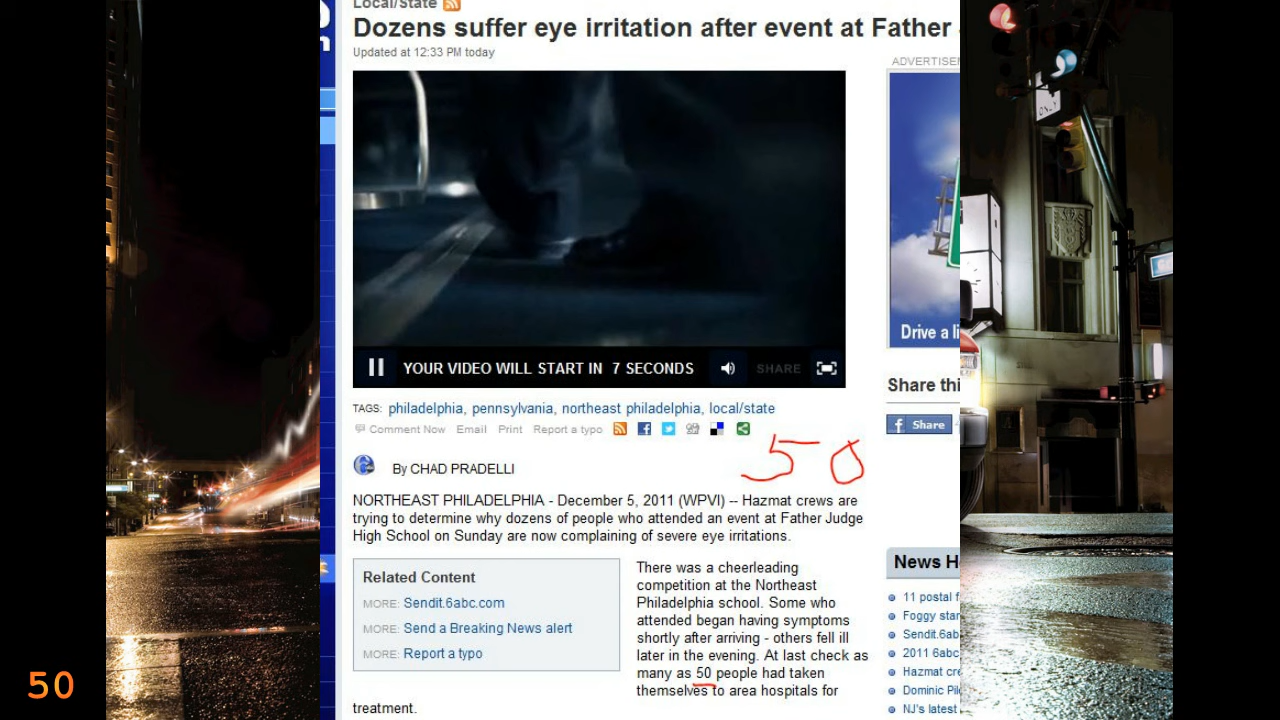 Local/State
Dozens suffer eye irritation after event at Father
Updated at 12:33 PM today
YOUR VIDEO WILL START IN 7 SECONDS
SHARE
TAGS: philadelphia, pennsylvania, northeast philadelphia, local/state
Comment Now Email Print Report a typo
50
By CHAD PRADELLI
NORTHEAST PHILADELPHIA - December 5, 2011 (WPVI) -- Hazmat crews are
trying to determine why dozens of people who attended an event at Father Judge
High School on Sunday are now complaining of severe eye irritations.
Related Content
MORE: Sendit.6abc.com
MORE: Send a Breaking News alert
MORE: Report a typo
There was a cheerleading
competition at the Northeast
Philadelphia school. Some who
attended began having symptoms
shortly after arriving - others fell ill
later in the evening. At last check as
many as 50 people had taken
themselves to area hospitals for
treatment.
ADVERTISE
Drive a li
Share thi
Share
News H
11 postal f
Foggy star
Sendit.6ab
2011 6abc
Hazmat cre
Dominic Pil
NJ's latest
ONLY
50